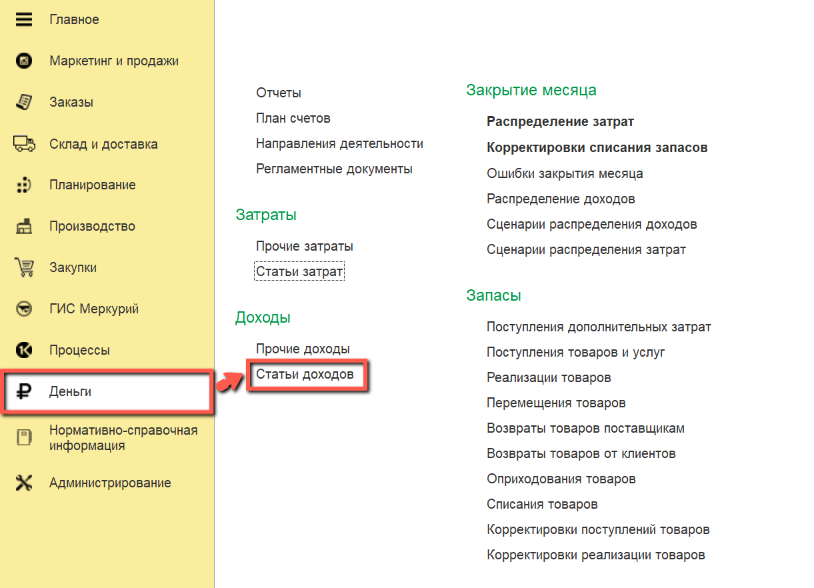 Главное
Маркетинг и продажи
Заказы
Склад и доставка
Планирование
Производство
Закупки
ГИС Меркурий
Процессы
Деньги
Нормативно-справочная
информация
Администрирование
Отчеты
План счетов
Направления деятельности
Регламентные документы
Затраты
Прочие затраты
Статьи затрат
Доходы
Прочие доходы
Статьи доходов
Закрытие месяца
Распределение затрат
Корректировки списания запасов
Ошибки закрытия месяца
Распределение доходов
Сценарии распределения доходов
Сценарии распределения затрат
Запасы
Поступления дополнительных затрат
Поступления товаров и услуг
Реализации товаров
Перемещения товаров
Возвраты товаров поставщикам
Возвраты товаров от клиентов
Оприходования товаров
Списания товаров
Корректировки поступлений товаров
Корректировки реализации товаров